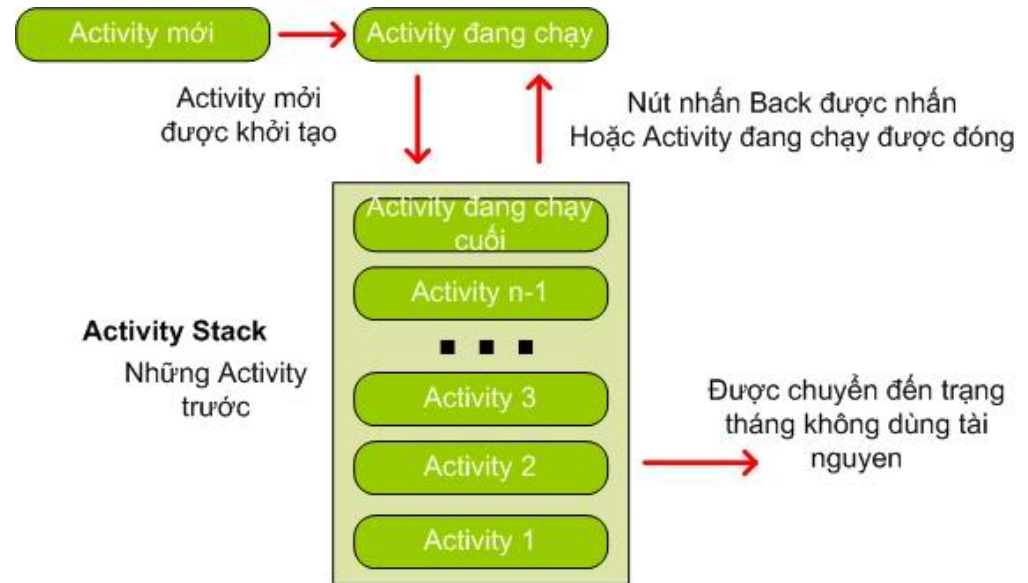 Activity mới
Activity đang chạy
Activity mởi
được khởi tạo
Nút nhấn Back được nhấn
Hoặc Activity đang chạy được đóng
Activity đang chạy
cuối
Activity n-1
Activity Stack
Những Activity
trước
Activity 3
Activity 2
Activity 1
Được chuyển đến trạng
tháng không dùng tài
nguyen